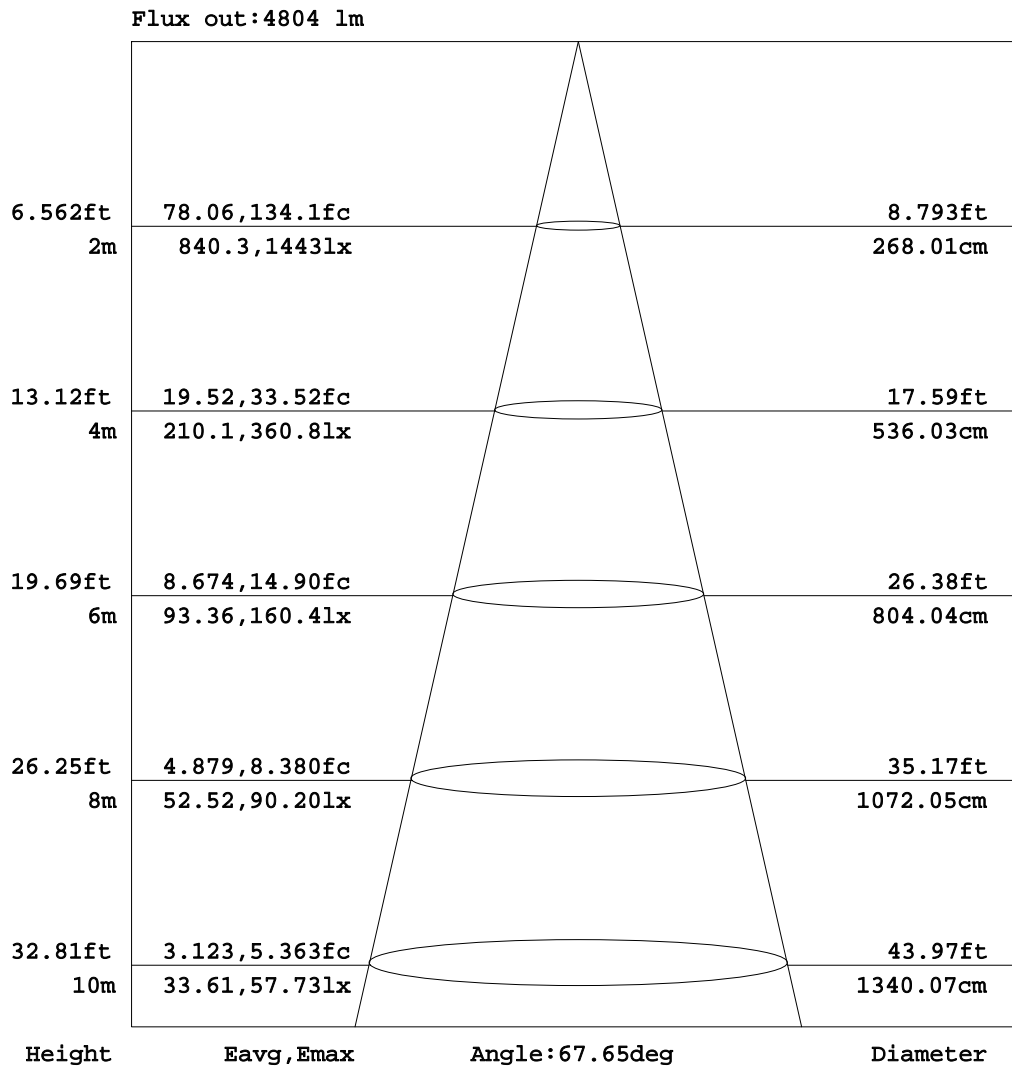 Flux out:4804 lm
6.562ft 78.06,134.1fc 8.793ft
2m 840.3,1443lx 268.01cm
13.12ft 19.52,33.52fc 17.59ft
4m 210.1,360.8lx 536.03cm
19.69ft 8.674,14.90fc 26.38ft
6m 93.36,160.4lx 804.04cm
26.25ft 4.879,8.380fc 35.17ft
8m 52.52,90.20lx 1072.05cm
32.81ft 3.123,5.363fc 43.97ft
10m 33.61,57.73lx 1340.07cm
Height Eavg,Emax Angle:67.65deg Diameter